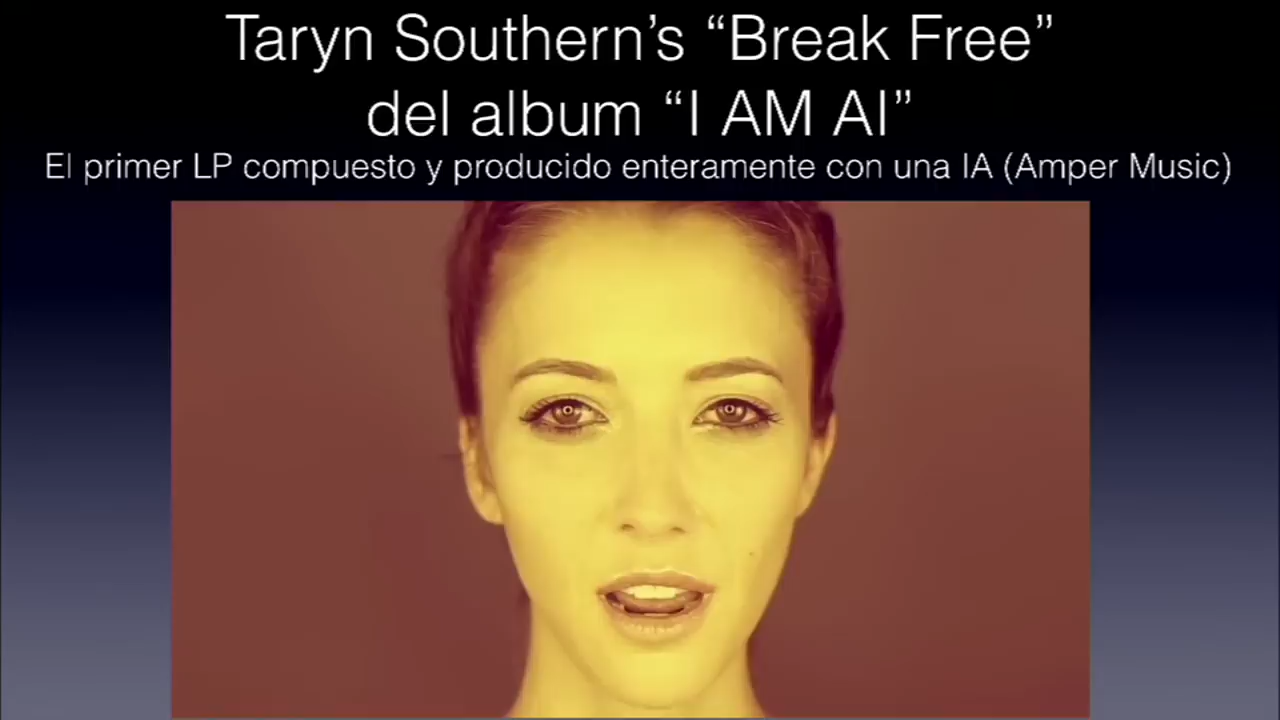 Taryn Southern’s “Break Free”
del album “I AM AI”
El primer LP compuesto y producido enteramente con una IA (Amper Music)